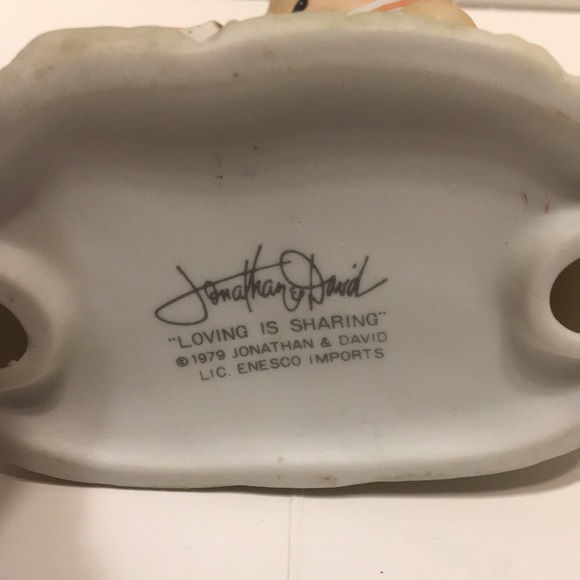 Jonathan & David
"LOVING IS SHARING"
© 1979 JONATHAN & DAVID
LIC. ENESCO IMPORTS